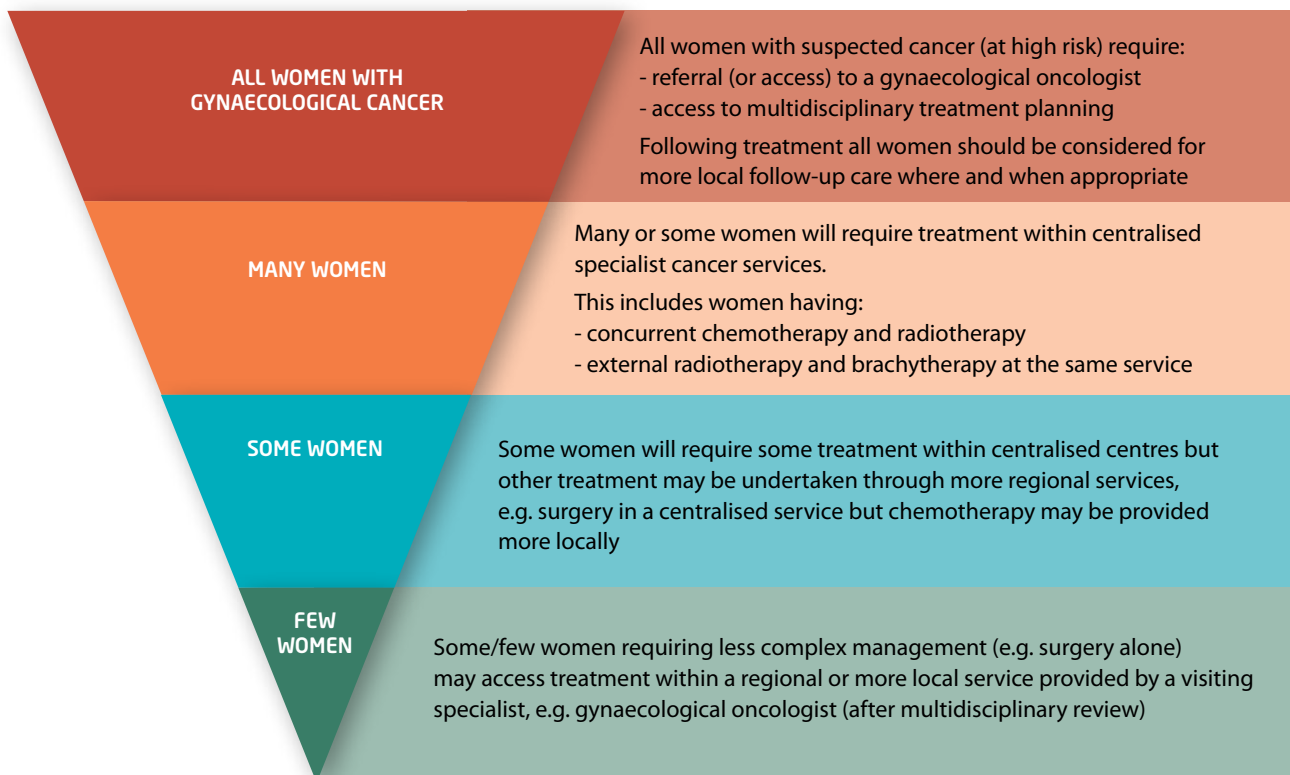 ALL WOMEN WITH
GYNAECOLOGICAL CANCER
All women with suspected cancer (at high risk) require:
- referral (or access) to a gynaecological oncologist
- access to multidisciplinary treatment planning
Following treatment all women should be considered for
more local follow-up care where and when appropriate
MANY WOMEN
Many or some women will require treatment within centralised
specialist cancer services.
This includes women having:
- concurrent chemotherapy and radiotherapy
- external radiotherapy and brachytherapy at the same service
SOME WOMEN
Some women will require some treatment within centralised centres but
other treatment may be undertaken through more regional services,
e.g. surgery in a centralised service but chemotherapy may be provided
more locally
FEW
WOMEN
Some/few women requiring less complex management (e.g. surgery alone)
may access treatment within a regional or more local service provided by a visiting
specialist, e.g. gynaecological oncologist (after multidisciplinary review)